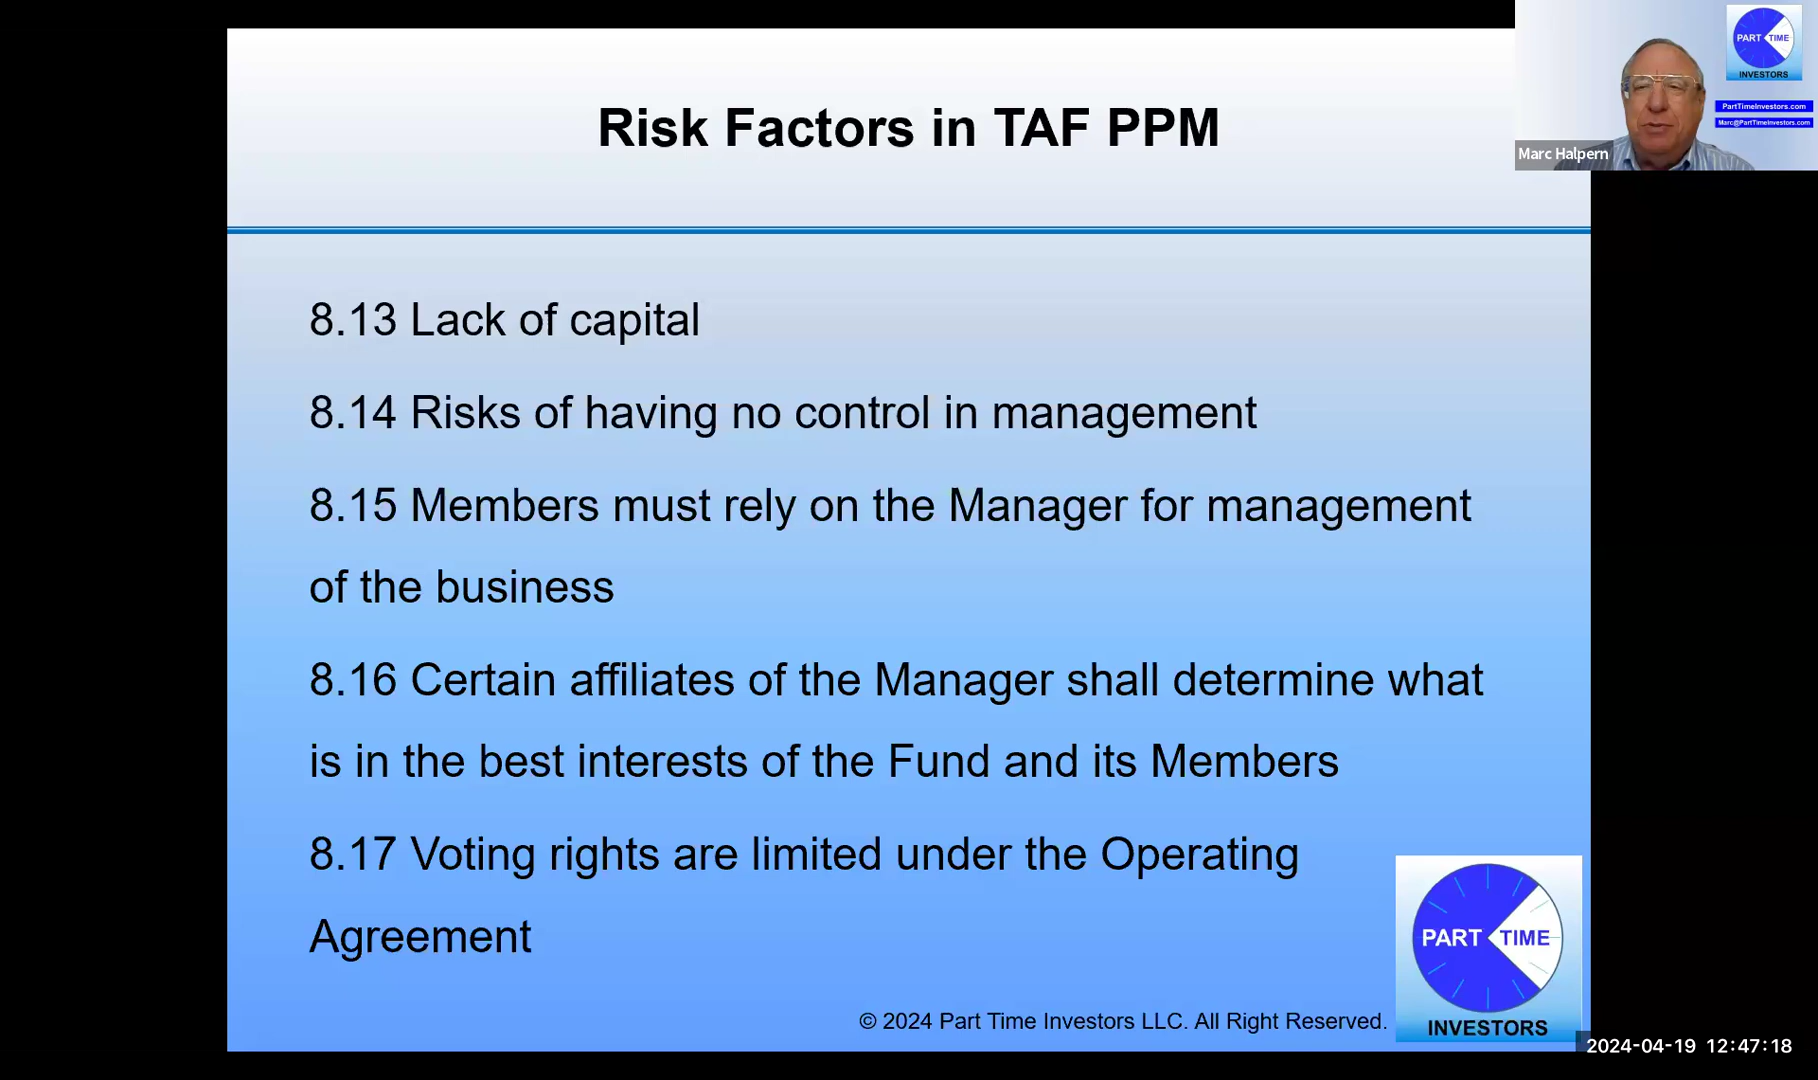 Risk Factors in TAF PPM
PART TIME
INVESTORS
PartTimeInvestors.com
Marc@PartTimeInvestors.com
Marc Halpern
8.13 Lack of capital
8.14 Risks of having no control in management
8.15 Members must rely on the Manager for management
of the business
8.16 Certain affiliates of the Manager shall determine what
is in the best interests of the Fund and its Members
8.17 Voting rights are limited under the Operating
Agreement
PART TIME
INVESTORS
© 2024 Part Time Investors LLC. All Right Reserved.
2024-04-19 12:47:18